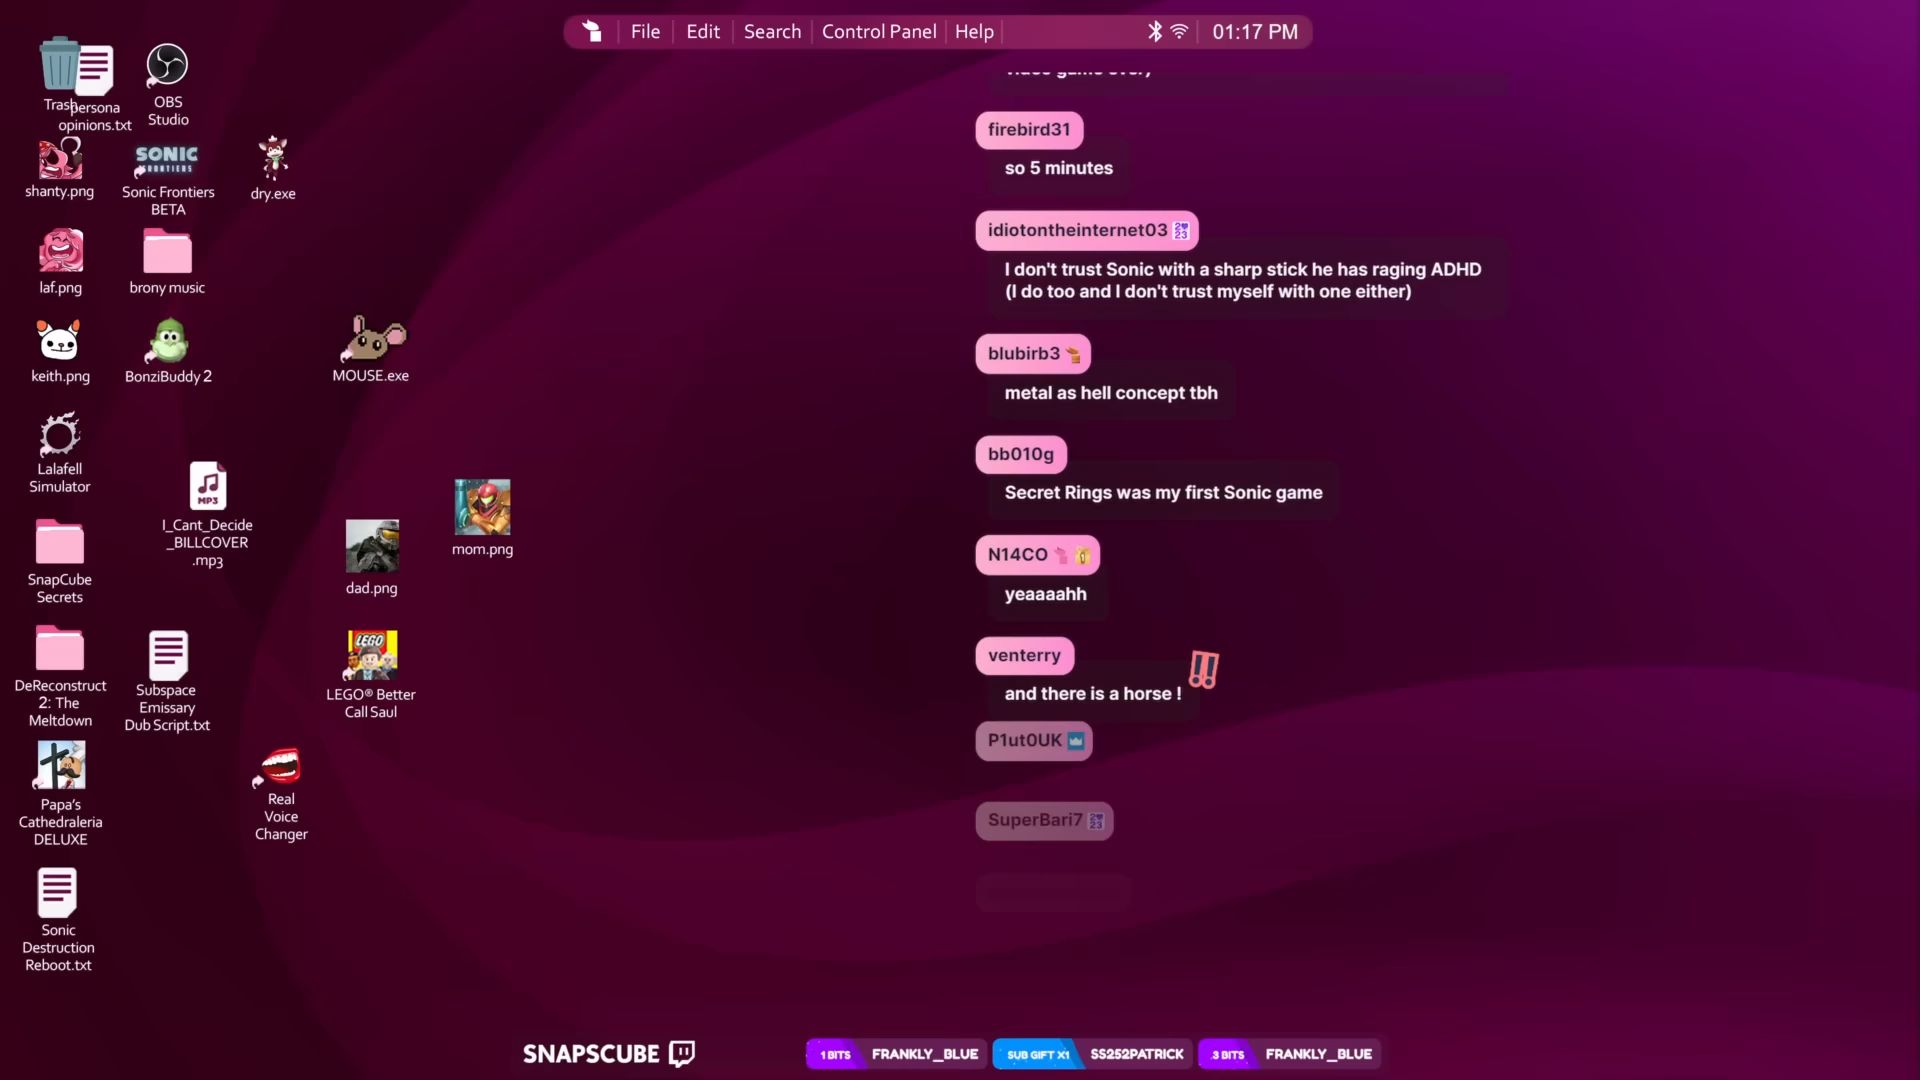 File Edit Search Control Panel Help 01:17 PM
Trash
persona
opinions.txt
OBS
Studio
shanty.png
SONIC
FRONTIERS
Sonic Frontiers
BETA
dry.exe
laf.png
brony music
keith.png
BonziBuddy 2
MOUSE.exe
Lalafell
Simulator
MP3
I_Cant_Decide
_BILLCOVER
.mp3
mom.png
dad.png
SnapCube
Secrets
DeReconstruct
2: The
Meltdown
Subspace
Emissary
Dub Script.txt
LEGO
LEGO® Better
Call Saul
Papa's
Cathedraleria
DELUXE
Real
Voice
Changer
Sonic
Destruction
Reboot.txt
video game ever)
firebird31
so 5 minutes
idiotontheinternet03
I don't trust Sonic with a sharp stick he has raging ADHD
(I do too and I don't trust myself with one either)
blubirb3
metal as hell concept tbh
bb010g
Secret Rings was my first Sonic game
N14CO
yeaaaahh
venterry
and there is a horse !
P1ut0UK
SuperBari7
SNAPSCUBE
1 BITS FRANKLY_BLUE SUB GIFT X1 SS252PATRICK 3 BITS FRANKLY_BLUE